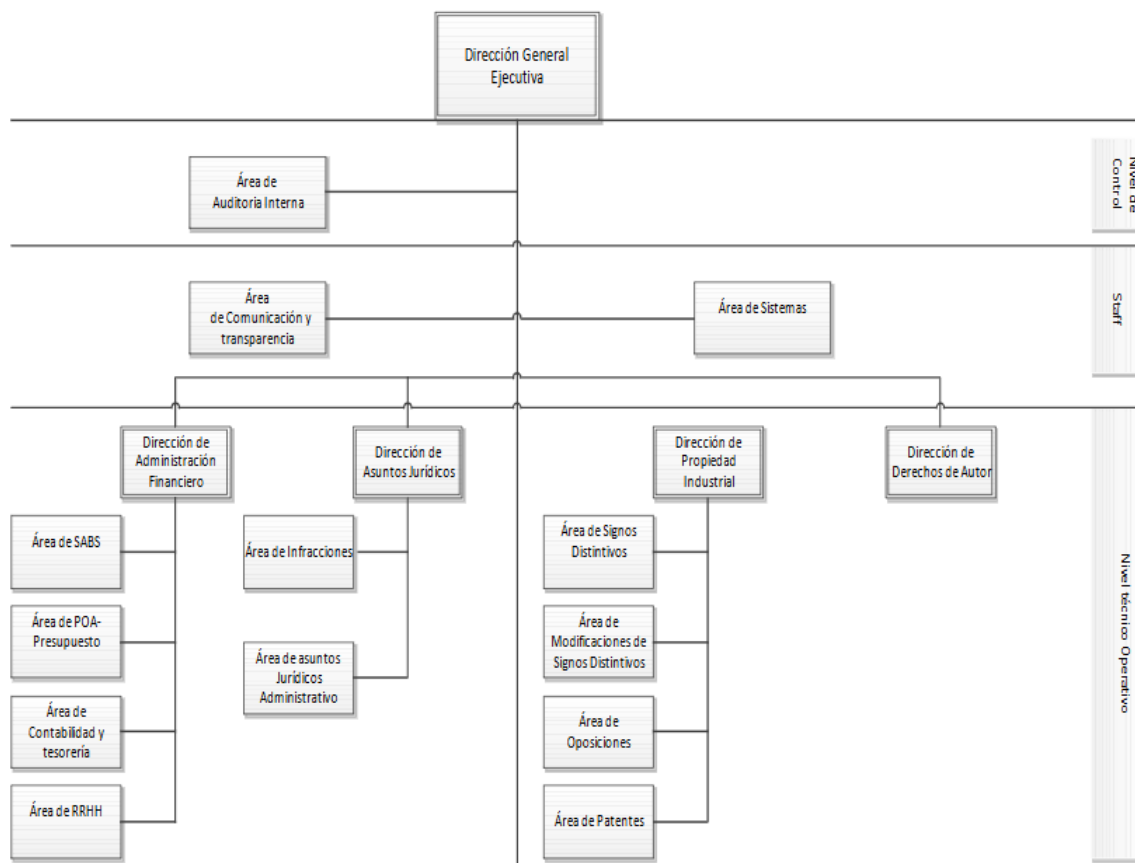 Dirección General
Ejecutiva
Área de
Auditoria Interna
Nivel de
Control
Área
de Comunicación y
transparencia
Área de Sistemas
Staff
Dirección de
Administración
Financiero
Dirección de
Asuntos Jurídicos
Dirección de
Propiedad
Industrial
Dirección de
Derechos de Autor
Área de SABS
Área de POA-
Presupuesto
Área de
Contabilidad y
tesorería
Área de RRHH
Área de Infracciones
Área de asuntos
Jurídicos
Administrativo
Área de Signos
Distintivos
Área de
Modificaciones de
Signos Distintivos
Área de
Oposiciones
Área de Patentes
Nivel técnico Operativo